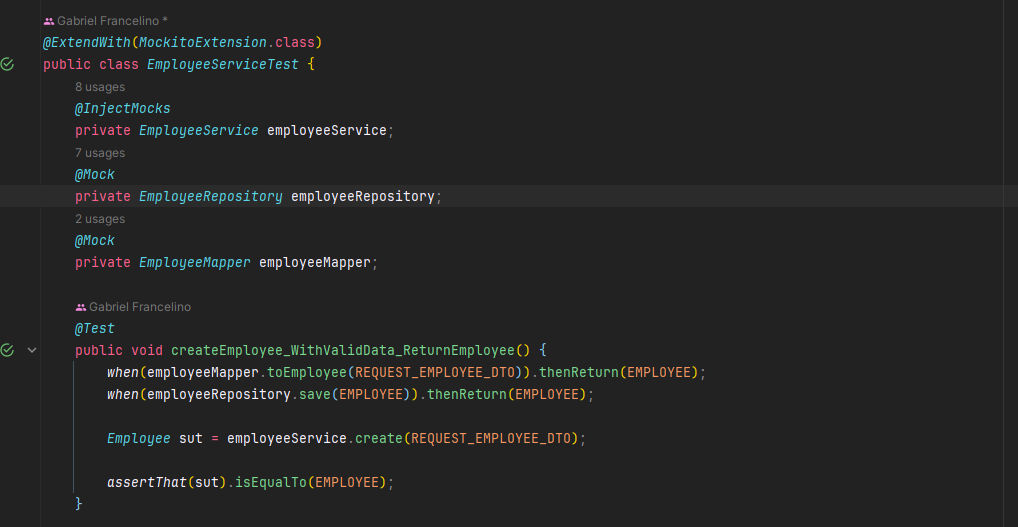 Gabriel Francelino *
@ExtendWith(MockitoExtension.class)
public class EmployeeServiceTest {
8 usages
@InjectMocks
private EmployeeService employeeService;
7 usages
@Mock
private EmployeeRepository employeeRepository;
2 usages
@Mock
private EmployeeMapper employeeMapper;
Gabriel Francelino
@Test
public void createEmployee_WithValidData_ReturnEmployee() {
when(employeeMapper.toEmployee(REQUEST_EMPLOYEE_DTO)).thenReturn(EMPLOYEE);
when(employeeRepository.save(EMPLOYEE)).thenReturn(EMPLOYEE);
Employee sut = employeeService.create(REQUEST_EMPLOYEE_DTO);
assertThat(sut).isEqualTo(EMPLOYEE);
}